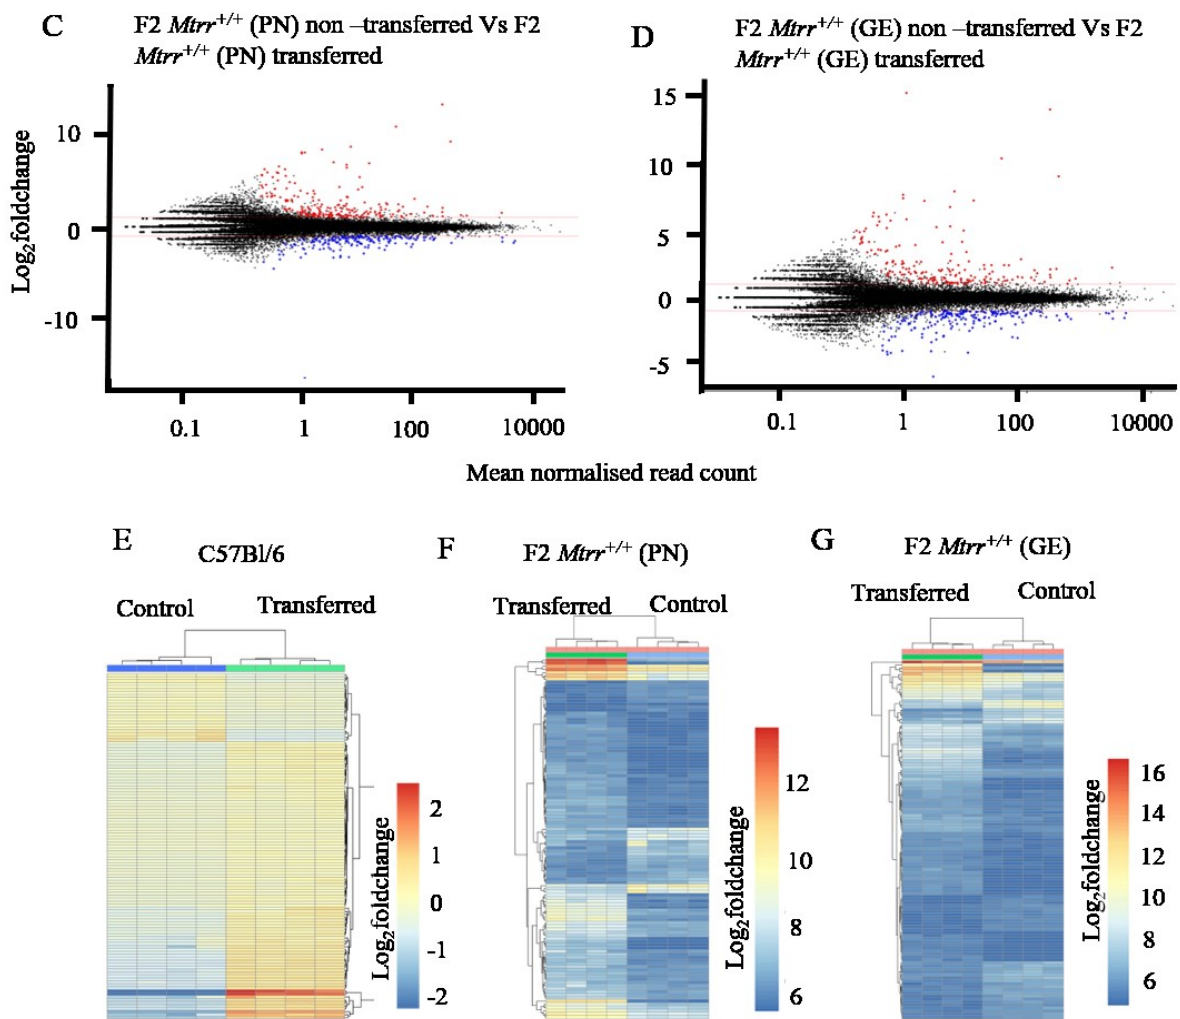 C
F2 Mtrr+/+ (PN) non –transferred Vs F2
Mtrr+/+ (PN) transferred
Log2foldchange
10
0
-10
0.1
1
100
10000
D
F2 Mtrr+/+ (GE) non –transferred Vs F2
Mtrr+/+ (GE) transferred
15
10
5
0
-5
0.1
1
100
10000
Mean normalised read count
E
C57Bl/6
Control
Transferred
Log2foldchange
2
1
0
-1
-2
F
F2 Mtrr+/+ (PN)
Transferred
Control
Log2foldchange
12
10
8
6
G
F2 Mtrr+/+ (GE)
Transferred
Control
Log2foldchange
16
14
12
10
8
6